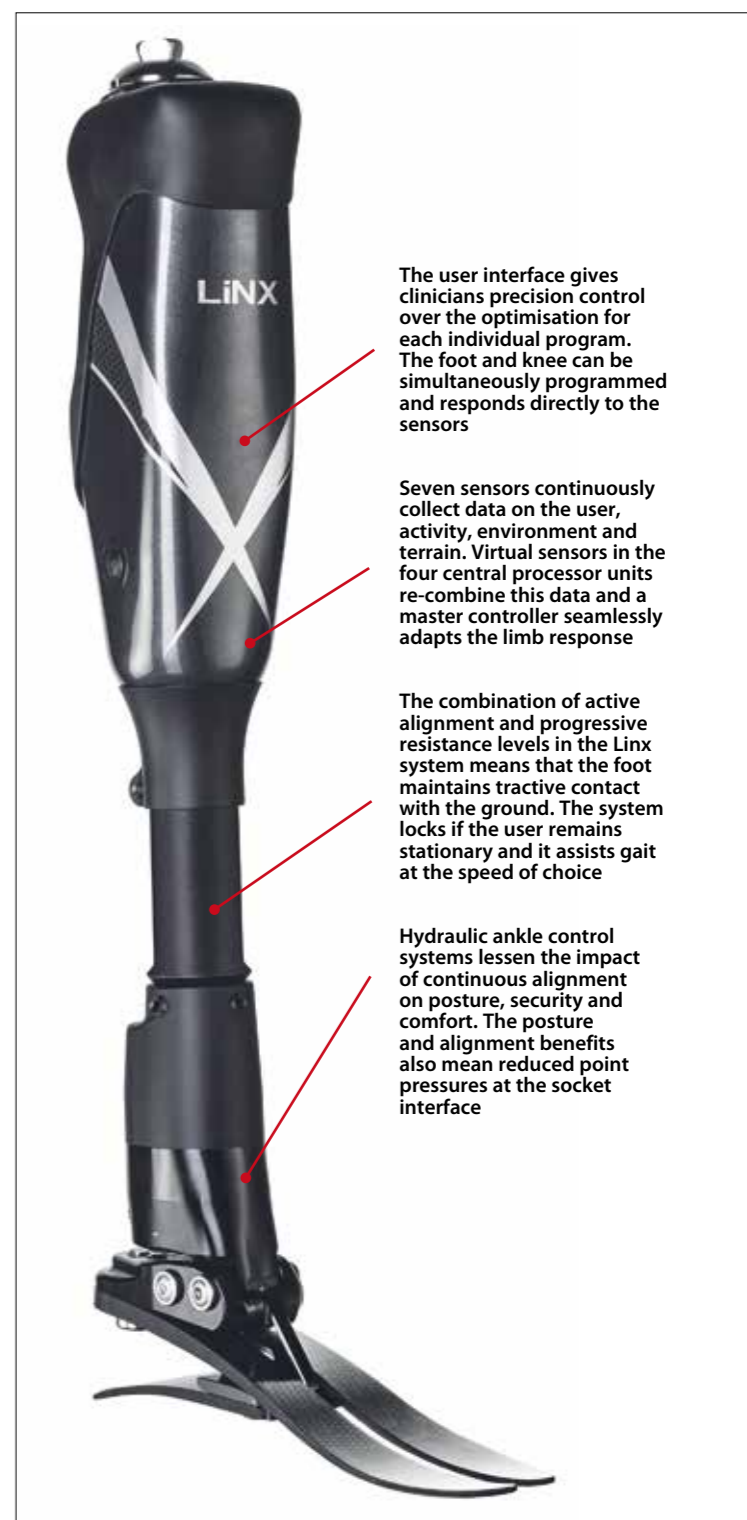 LiNX
The user interface gives
clinicians precision control
over the optimisation for
each individual program.
The foot and knee can be
simultaneously programmed
and responds directly to the
sensors
Seven sensors continuously
collect data on the user,
activity, environment and
terrain. Virtual sensors in the
four central processor units
re-combine this data and a
master controller seamlessly
adapts the limb response
The combination of active
alignment and progressive
resistance levels in the Linx
system means that the foot
maintains tractive contact
with the ground. The system
locks if the user remains
stationary and it assists gait
at the speed of choice
Hydraulic ankle control
systems lessen the impact
of continuous alignment
on posture, security and
comfort. The posture
and alignment benefits
also mean reduced point
pressures at the socket
interface